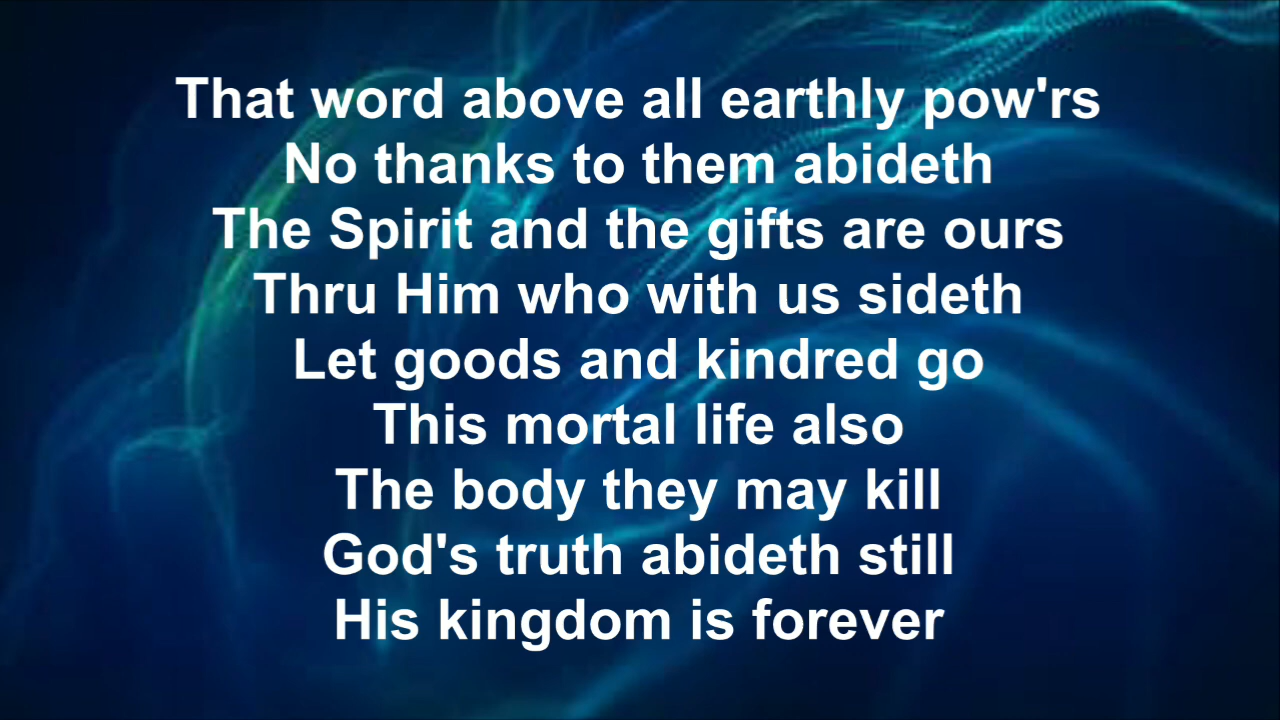 That word above all earthly pow'rs
No thanks to them abideth
The Spirit and the gifts are ours
Thru Him who with us sideth
Let goods and kindred go
This mortal life also
The body they may kill
God's truth abideth still
His kingdom is forever